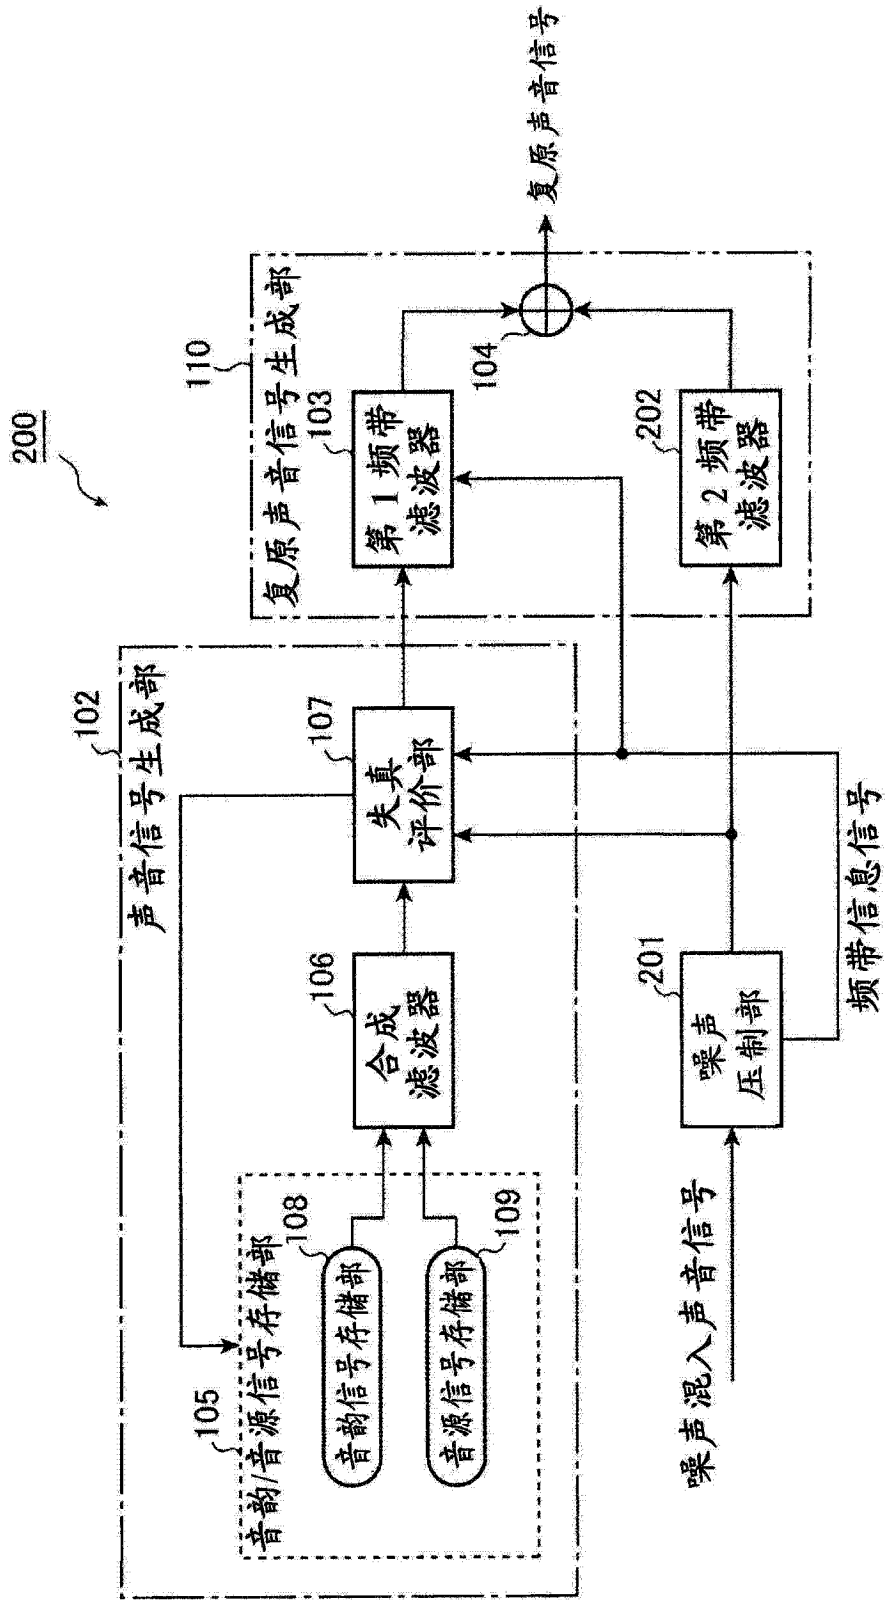 200
102
声音信号生成部
105
音韵/音源信号存储部
108
音韵信号存储部
109
音源信号存储部
106
合成
滤波器
107
失真
评价部
110
复原声音信号生成部
103
第1频带
滤波器
104
复原声音信号
202
第2频带
滤波器
噪声混入声音信号
201
噪声
压制部
频带信息信号